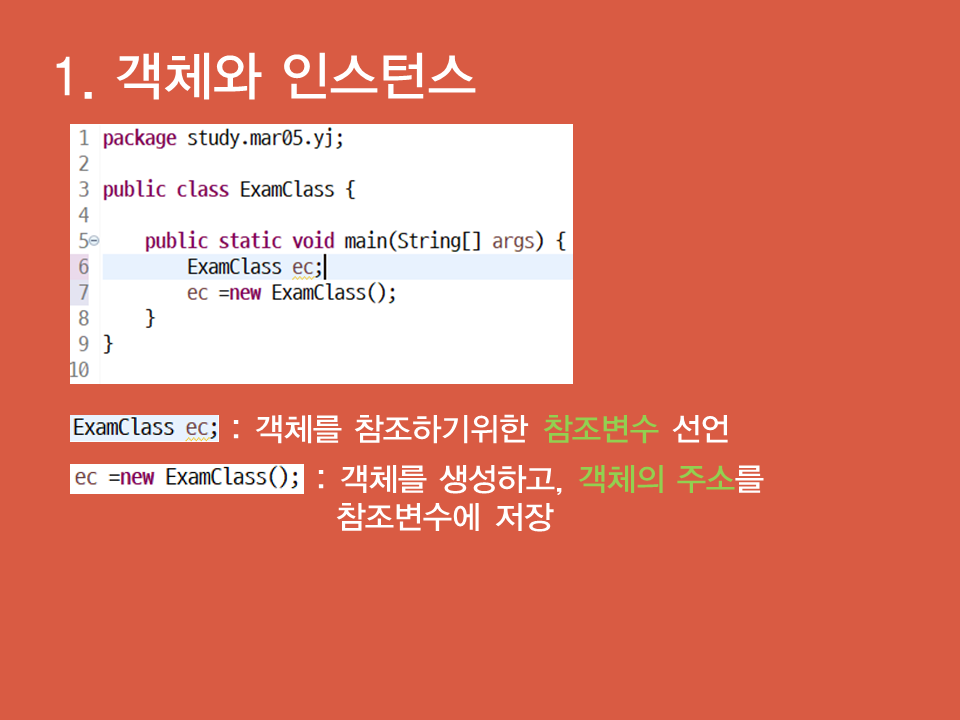 1. 객체와 인스턴스
1 package study.mar05.yj;
2
3 public class ExamClass {
4
5 public static void main(String[] args) {
6 ExamClass ec;
7 ec =new ExamClass();
8 }
9 }
10
ExamClass ec; : 객체를 참조하기위한 참조변수 선언
ec =new ExamClass(); : 객체를 생성하고, 객체의 주소를
참조변수에 저장